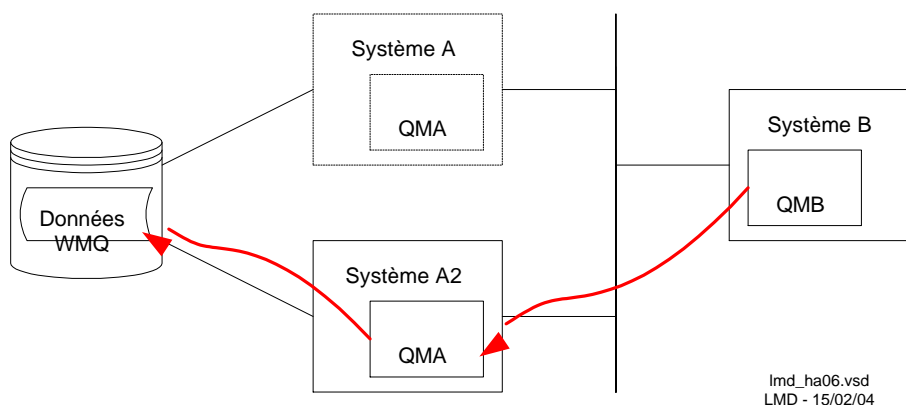 Système A
QMA
Système B
QMB
Données
WMQ
Système A2
QMA
lmd_ha06.vsd
LMD - 15/02/04